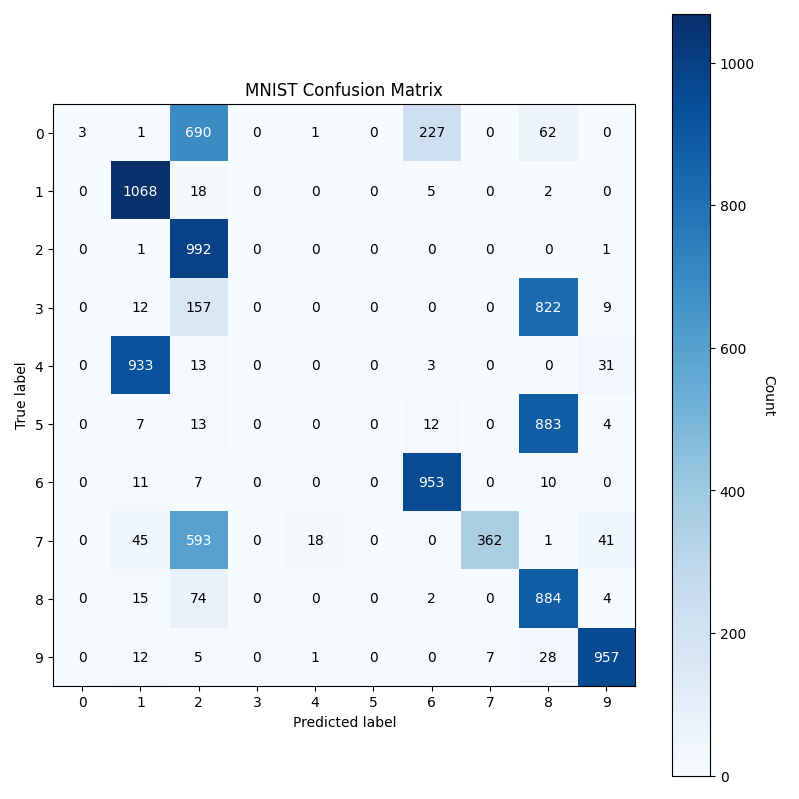 MNIST Confusion Matrix
0 3 1 690 0 1 0 227 0 62 0
1 0 1068 18 0 0 0 5 0 2 0
2 0 1 992 0 0 0 0 0 0 1
3 0 12 157 0 0 0 0 0 822 9
4 0 933 13 0 0 0 3 0 0 31
5 0 7 13 0 0 0 12 0 883 4
6 0 11 7 0 0 0 953 0 10 0
7 0 45 593 0 18 0 0 362 1 41
8 0 15 74 0 0 0 2 0 884 4
9 0 12 5 0 1 0 0 7 28 957
0 1 2 3 4 5 6 7 8 9
Predicted label
True label
1000
800
600
400
200
0
Count